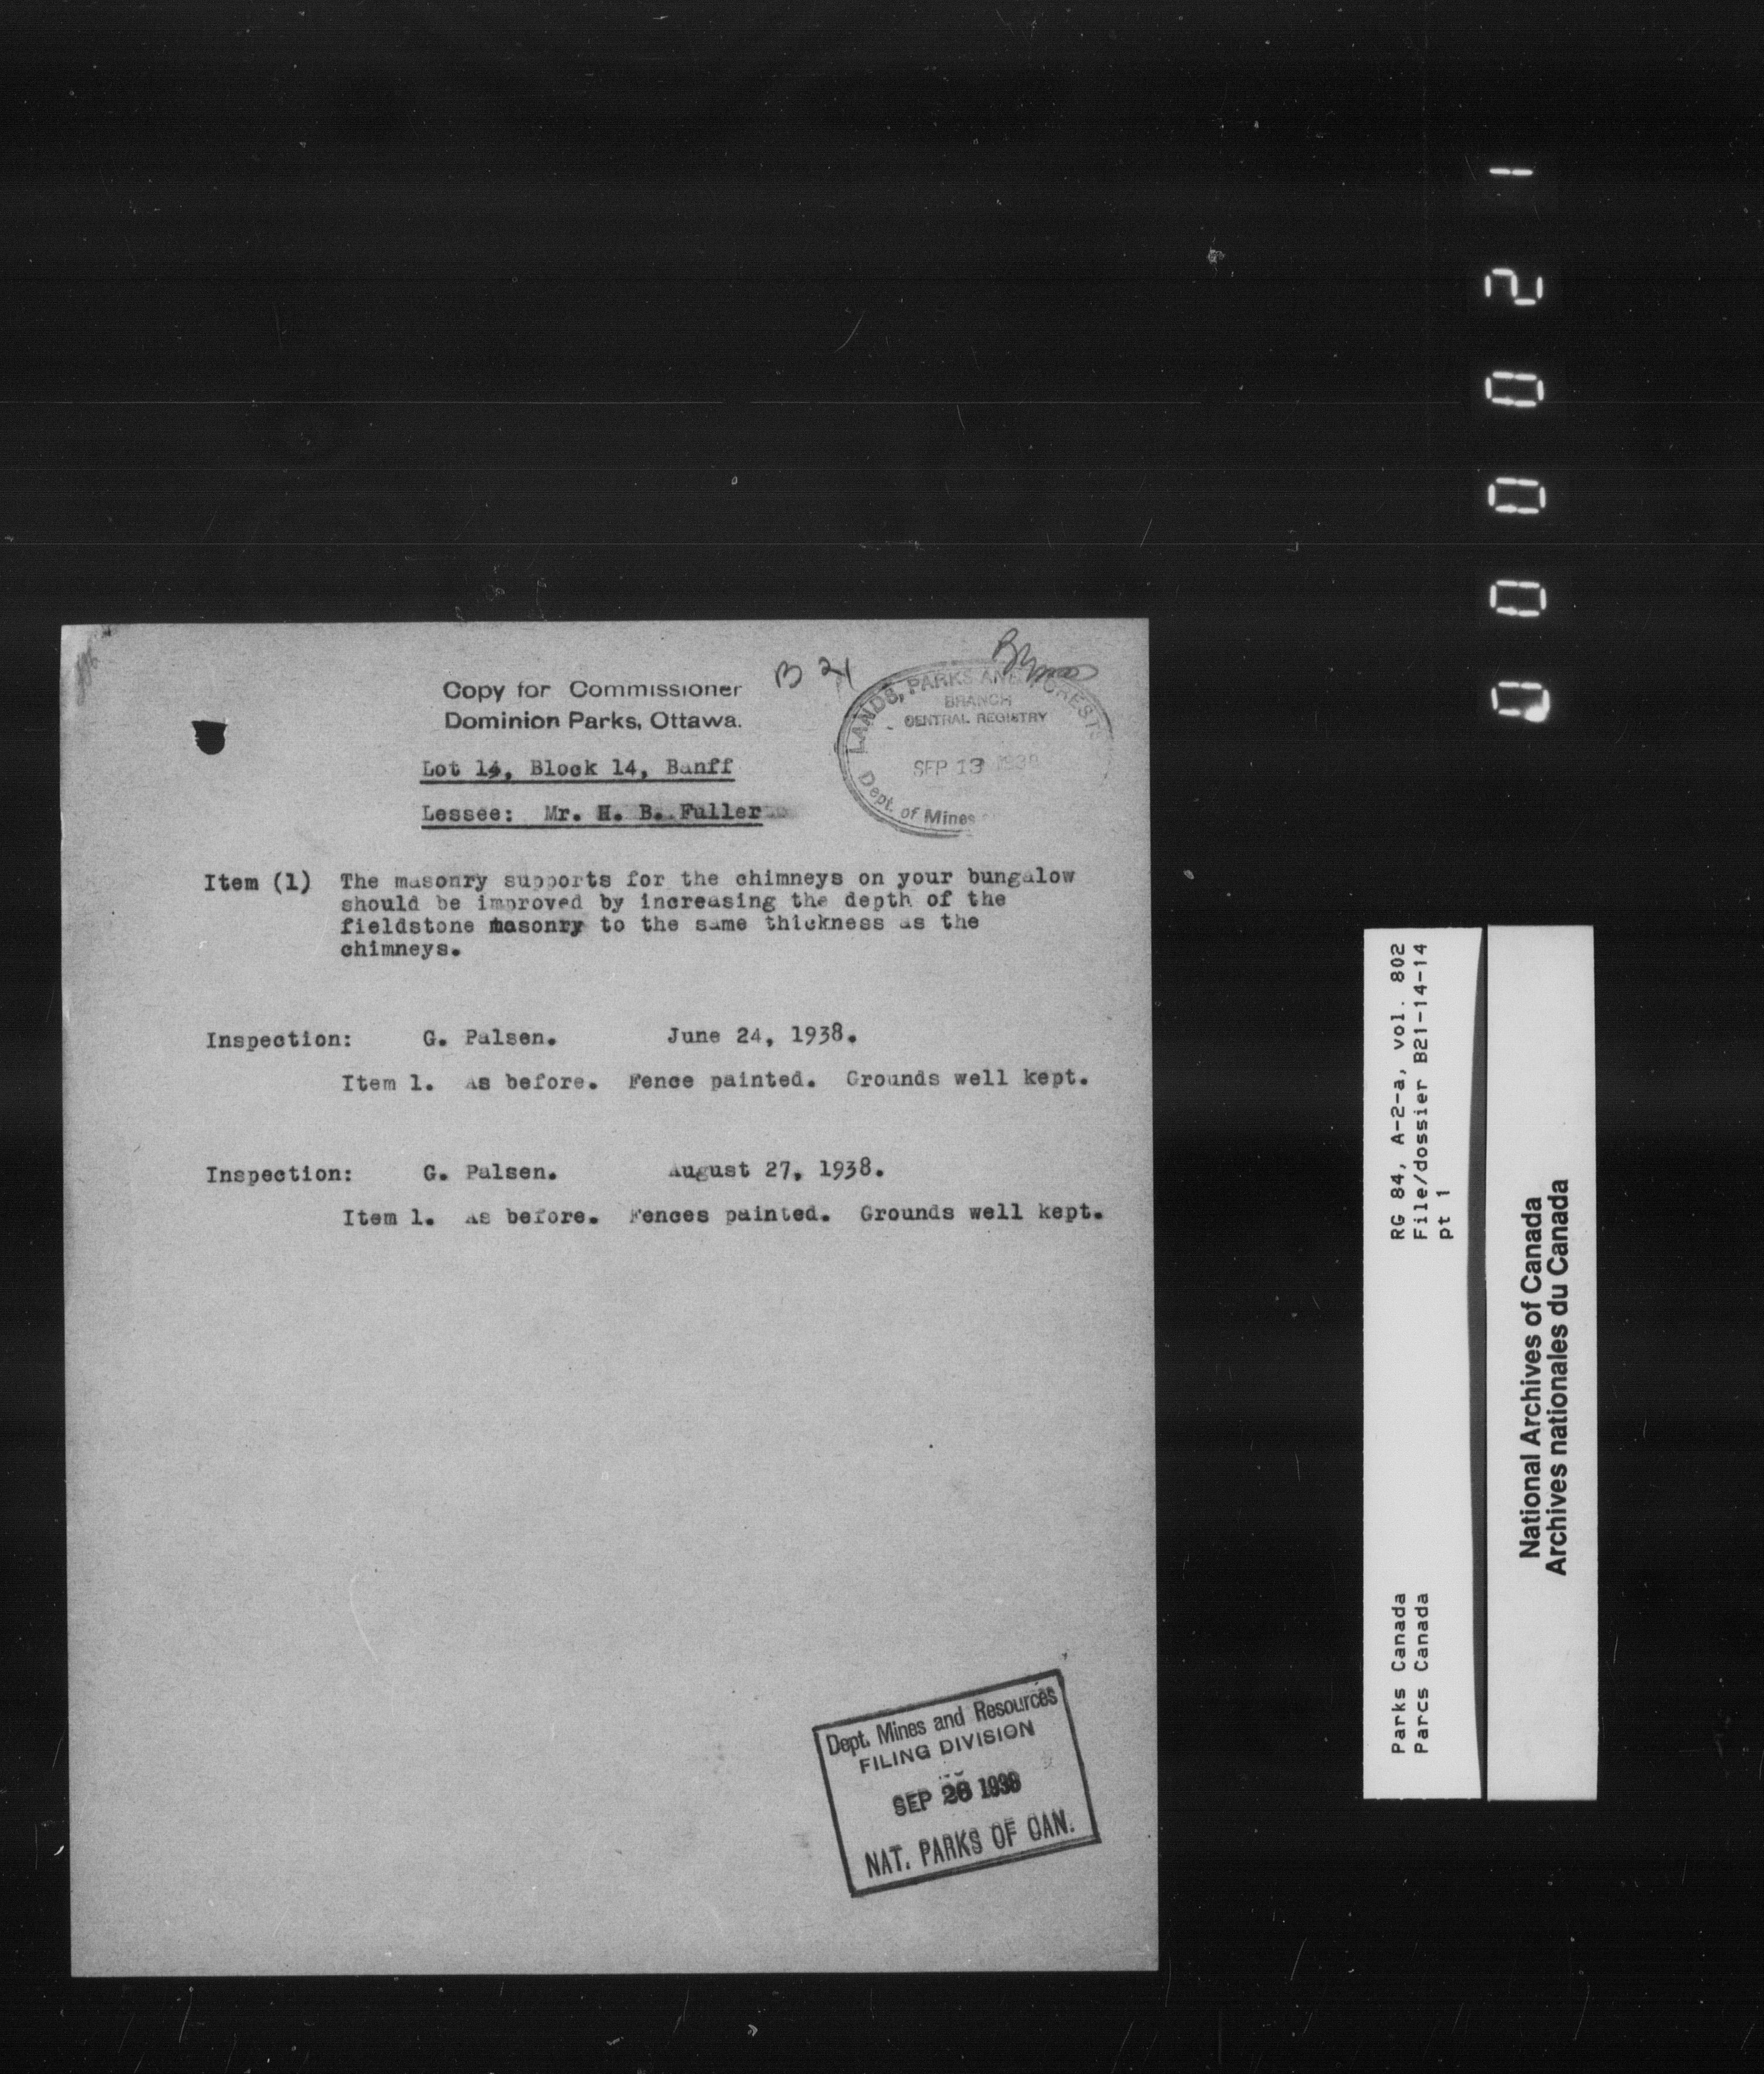 B 21
Copy for Commissioner
Dominion Parks, Ottawa.
LANDS, PARKS AND FORESTS
BRANCH
CENTRAL REGISTRY
SEP 13 1938
Dept. of Mines
Lot 14, Block 14, Banff
Lessee: Mr. H. B. Fuller
Item (1) The masonry supports for the chimneys on your bungalow
should be improved by increasing the depth of the
fieldstone masonry to the same thickness as the
chimneys.
Inspection: G. Palsen. June 24, 1938.
Item 1. As before. Fence painted. Grounds well kept.
Inspection: G. Palsen. August 27, 1938.
Item 1. As before. Fences painted. Grounds well kept.
Dept. Mines and Resources
FILING DIVISION
SEP 26 1938
NAT. PARKS OF CAN.
RG 84, A-2-a, vol. 802
File/dossier B21-14-14
pt 1
Parks Canada
Parcs Canada
National Archives of Canada
Archives nationales du Canada